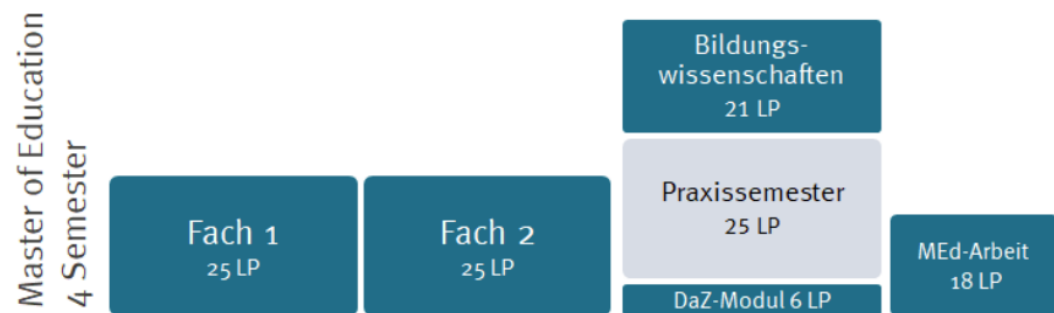 Master of Education
4 Semester
Fach 1
25 LP
Fach 2
25 LP
Bildungs-
wissenschaften
21 LP
Praxissemester
25 LP
DaZ-Modul 6 LP
MEd-Arbeit
18 LP